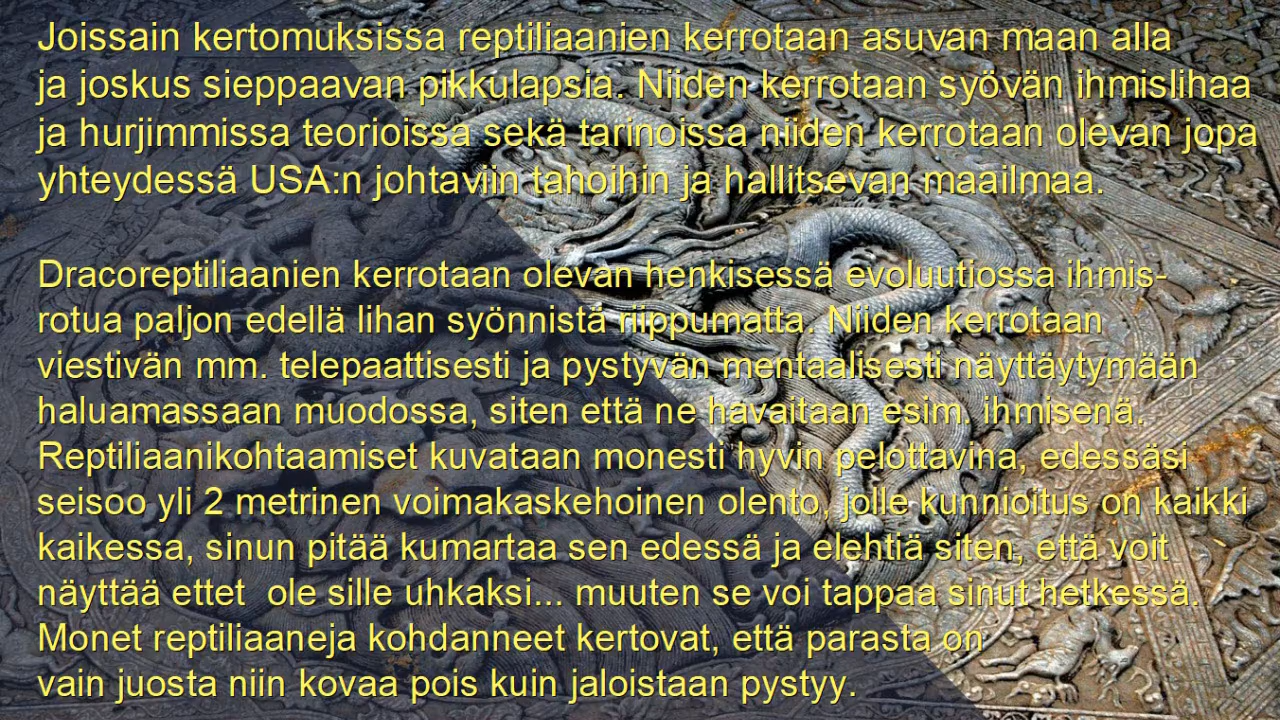 Joissain kertomuksissa reptiliaanien kerrotaan asuvan maan alla
ja joskus sieppaavan pikkulapsia. Niiden kerrotaan syövän ihmislihaa
ja hurjimmissa teorioissa sekä tarinoissa niiden kerrotaan olevan jopa
yhteydessä USA:n johtaviin tahoihin ja hallitsevan maailmaa.
Dracoreptiliaanien kerrotaan olevan henkisessä evoluutiossa ihmis-
rotua paljon edellä lihan syönnistä riippumatta. Niiden kerrotaan
viestivän mm. telepaattisesti ja pystyvän mentaalisesti näyttäytymään
haluamassaan muodossa, siten että ne havaitaan esim. ihmisenä.
Reptiliaanikohtaamiset kuvataan monesti hyvin pelottavina, edessäsi
seisoo yli 2 metrinen voimakaskehoinen olento, jolle kunnioitus on kaikki
kaikessa, sinun pitää kumartaa sen edessä ja elehtiä siten, että voit
näyttää ettet  ole sille uhkaksi... muuten se voi tappaa sinut hetkessä.
Monet reptiliaaneja kohdanneet kertovat, että parasta on
vain juosta niin kovaa pois kuin jaloistaan pystyy.